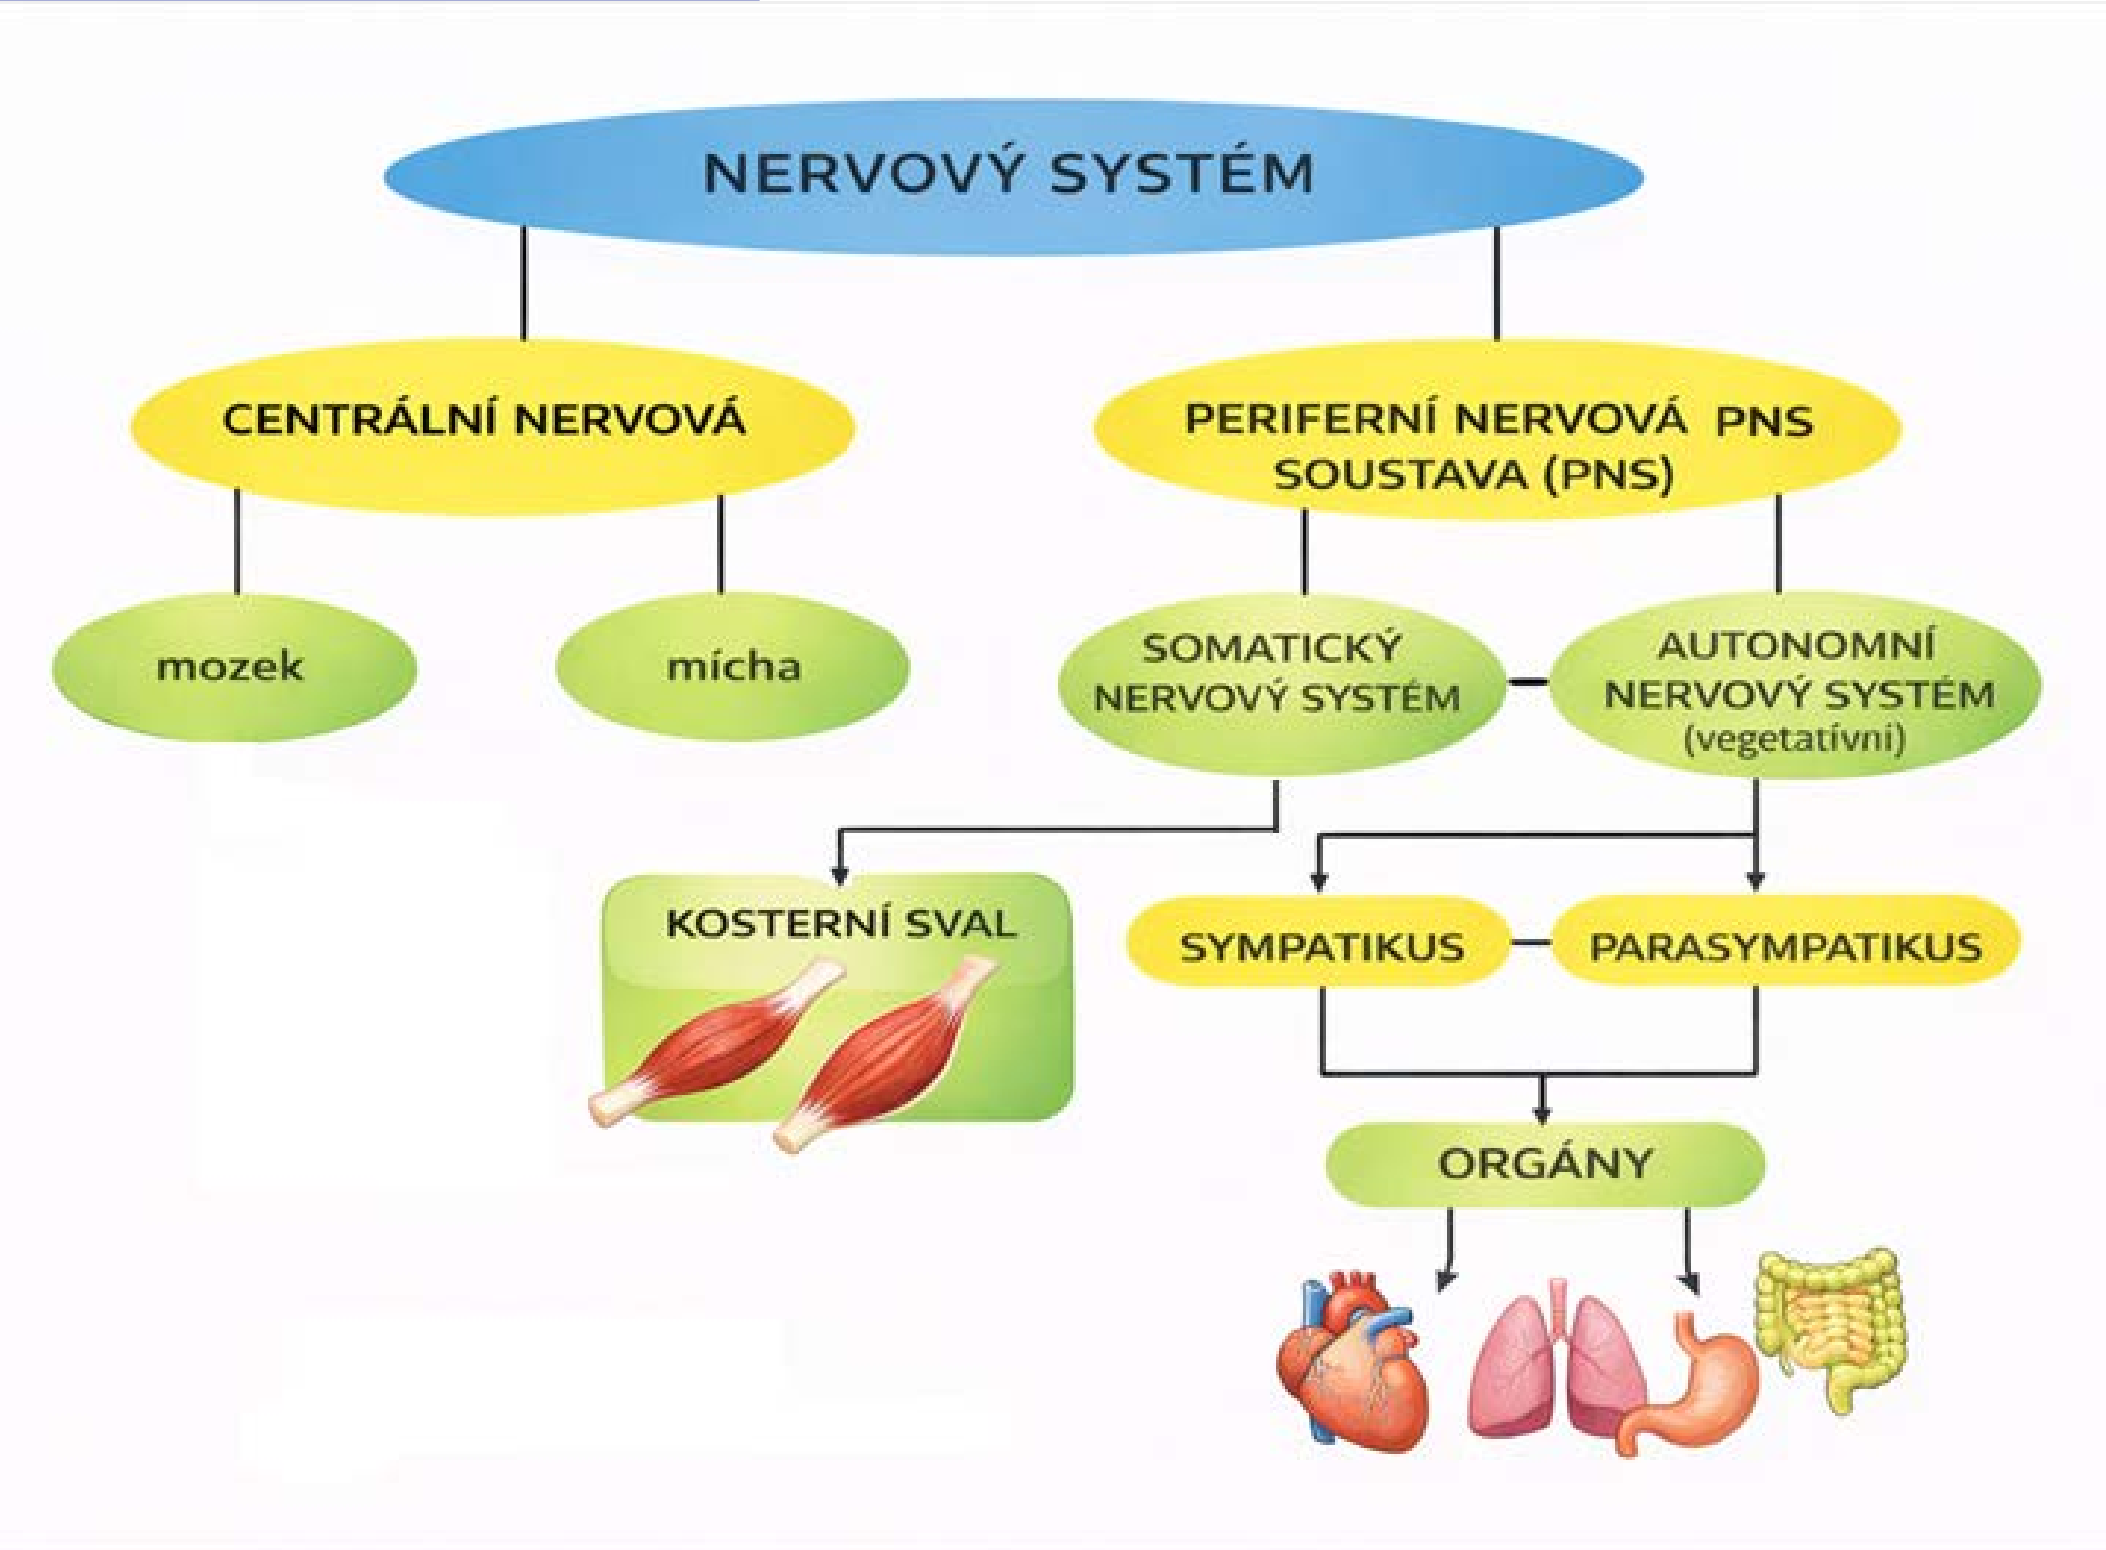 NERVOVÝ SYSTÉM
CENTRÁLNÍ NERVOVÁ
PERIFERNÍ NERVOVÁ PNS
SOUSTAVA (PNS)
mozek
mícha
SOMATICKÝ
NERVOVÝ SYSTÉM
AUTONOMNÍ
NERVOVÝ SYSTÉM
(vegetatívní)
KOSTERNÍ SVAL
SYMPATIKUS
PARASYMPATIKUS
ORGÁNY